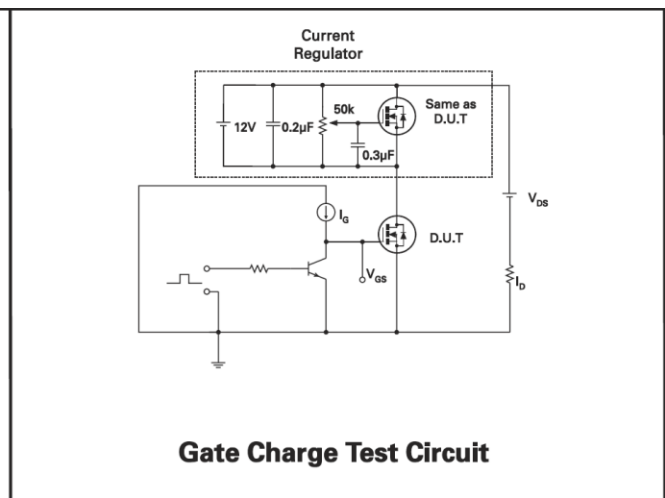 Current
Regulator
12V
0.2µF
50k
0.3µF
Same as
D.U.T
V_DS
I_G
D.U.T
V_GS
I_D
Gate Charge Test Circuit